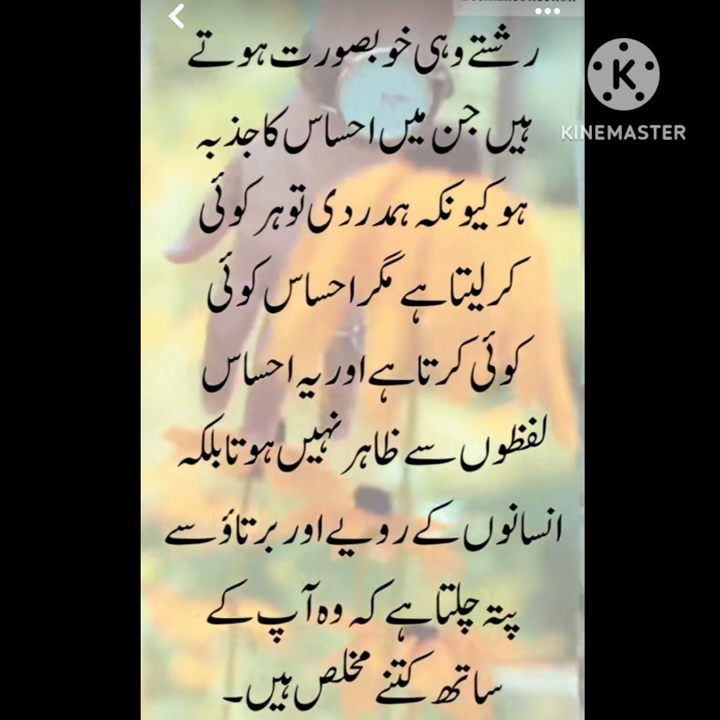 رشتے وہی خوبصورت ہوتے
ہیں جن میں احساس کا جذبہ
ہو کیونکہ ہمدردی تو ہر کوئی
کر لیتا ہے مگر احساس کوئی
کوئی کرتا ہے اور یہ احساس
لفظوں سے ظاہر نہیں ہوتا بلکہ
انسانوں کے رویے اور برتاؤ سے
پتہ چلتا ہے کہ وہ آپ کے
ساتھ کتنے مخلص ہیں۔
K
KINEMASTER